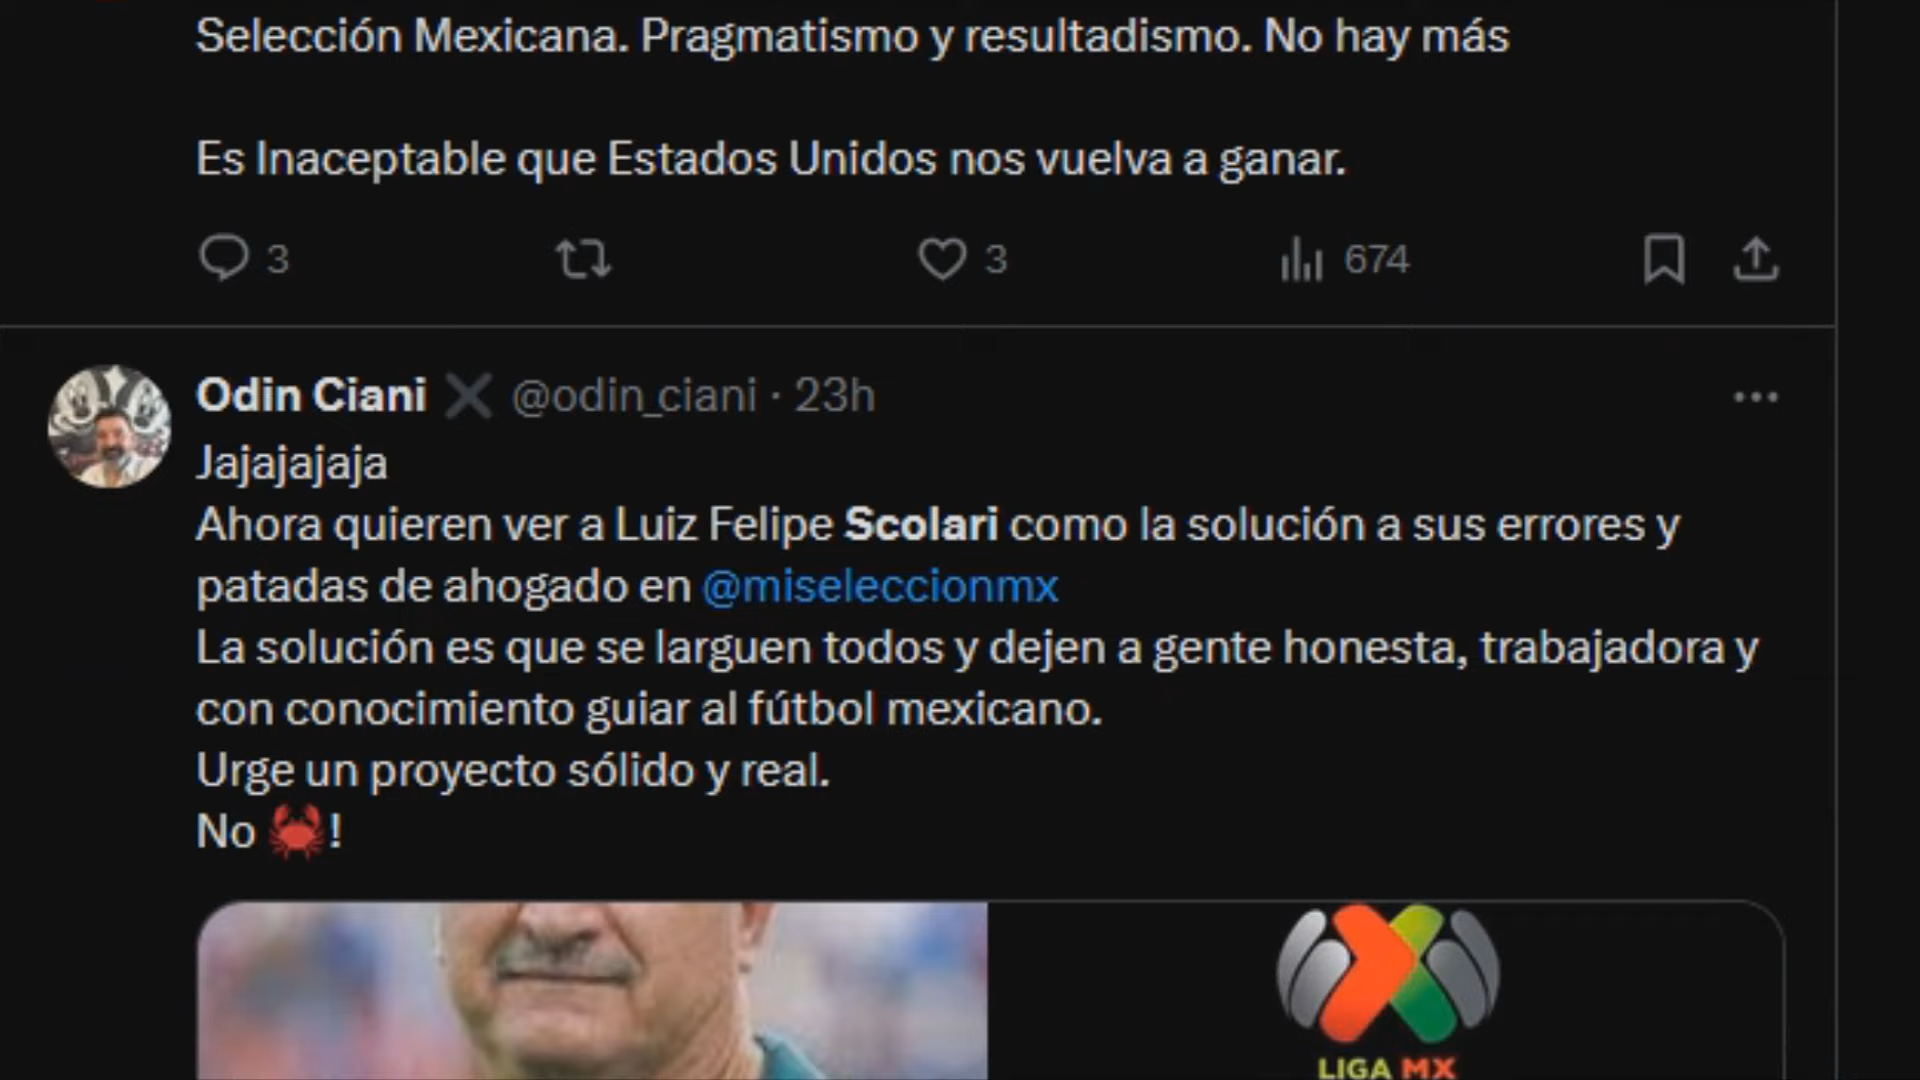 Selección Mexicana. Pragmatismo y resultadismo. No hay más
Es Inaceptable que Estados Unidos nos vuelva a ganar.
3 3 674
Odin Ciani @odin_ciani · 23h
Jajajajaja
Ahora quieren ver a Luiz Felipe Scolari como la solución a sus errores y
patadas de ahogado en @miseleccionmx
La solución es que se larguen todos y dejen a gente honesta, trabajadora y
con conocimiento guiar al fútbol mexicano.
Urge un proyecto sólido y real.
No 🦀!
LIGA MX